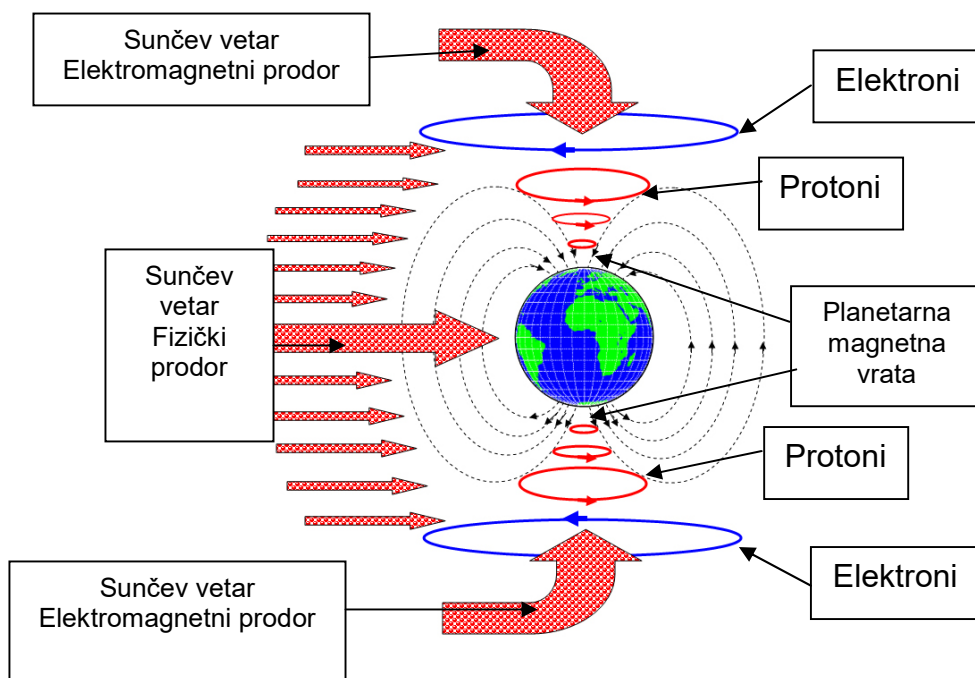 Sunčev vetar
Elektromagnetni prodor
Elektroni
Protoni
Sunčev
vetar
Fizički
prodor
Planetarna
magnetna
vrata
Protoni
Elektroni
Sunčev vetar
Elektromagnetni prodor